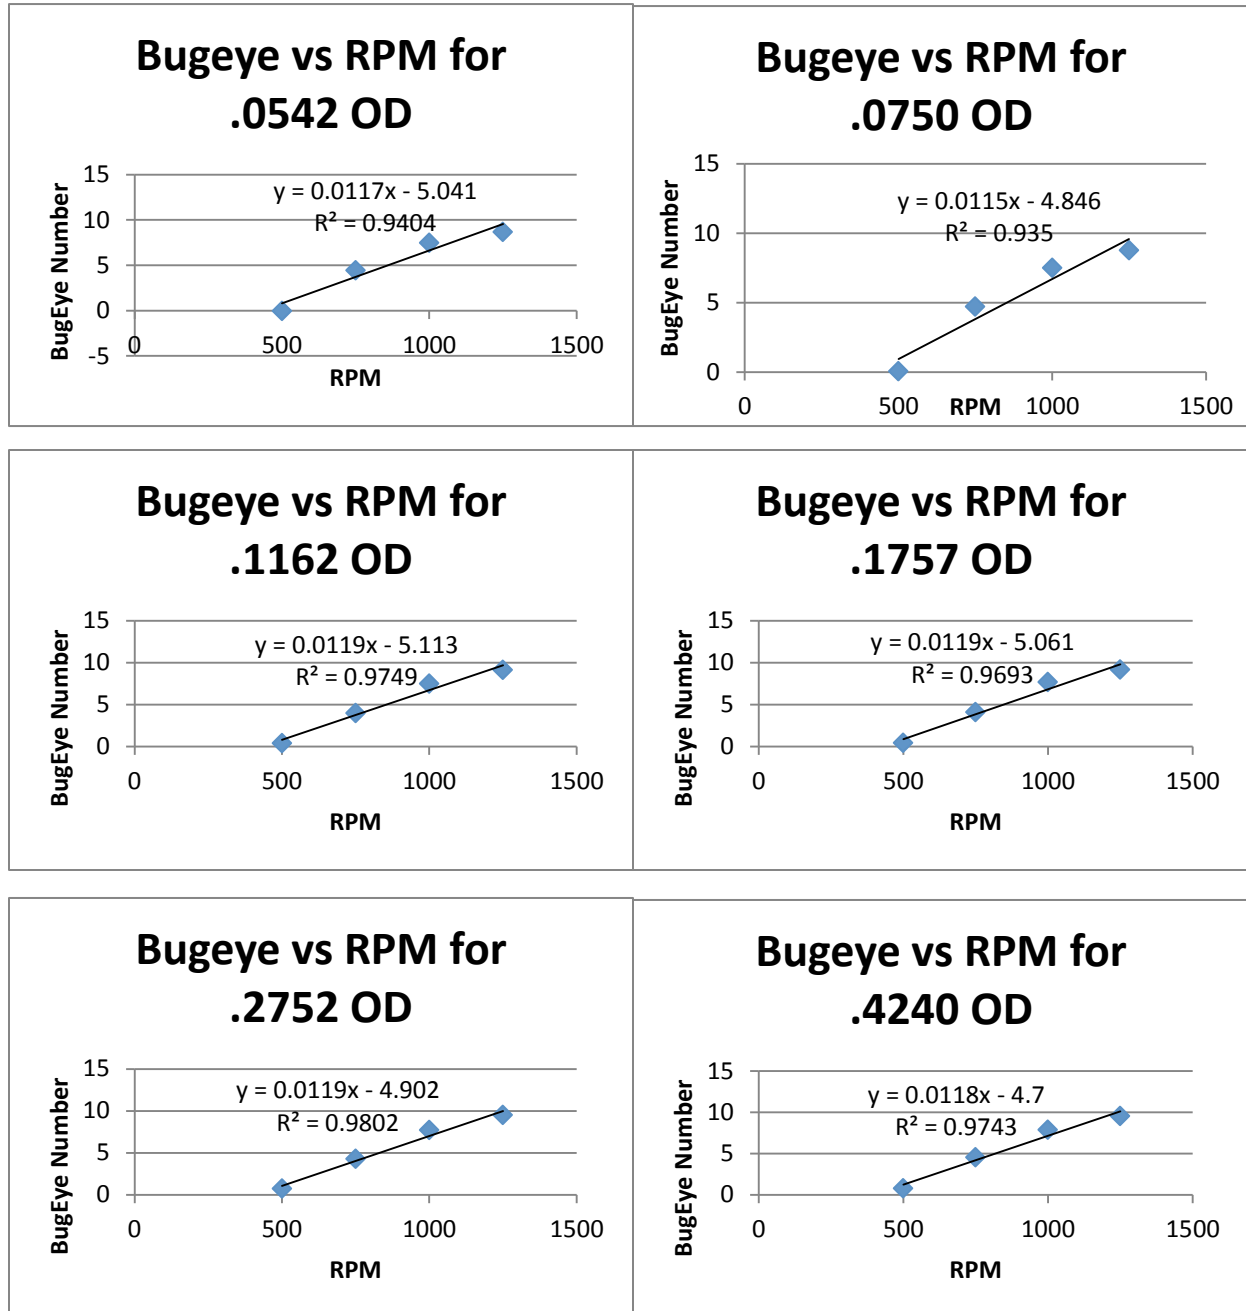 Bugeye vs RPM for
.0542 OD
15
10
5
0
-5
y = 0.0117x - 5.041
R² = 0.9404
BugEye Number
0 500 1000 1500
RPM
Bugeye vs RPM for
.0750 OD
15
10
5
0
y = 0.0115x - 4.846
R² = 0.935
BugEye Number
0 500 1000 1500
RPM
Bugeye vs RPM for
.1162 OD
15
10
5
0
y = 0.0119x - 5.113
R² = 0.9749
BugEye Number
0 500 1000 1500
RPM
Bugeye vs RPM for
.1757 OD
15
10
5
0
y = 0.0119x - 5.061
R² = 0.9693
BugEye Number
0 500 1000 1500
RPM
Bugeye vs RPM for
.2752 OD
15
10
5
0
y = 0.0119x - 4.902
R² = 0.9802
BugEye Number
0 500 1000 1500
RPM
Bugeye vs RPM for
.4240 OD
15
10
5
0
y = 0.0118x - 4.7
R² = 0.9743
BugEye Number
0 500 1000 1500
RPM